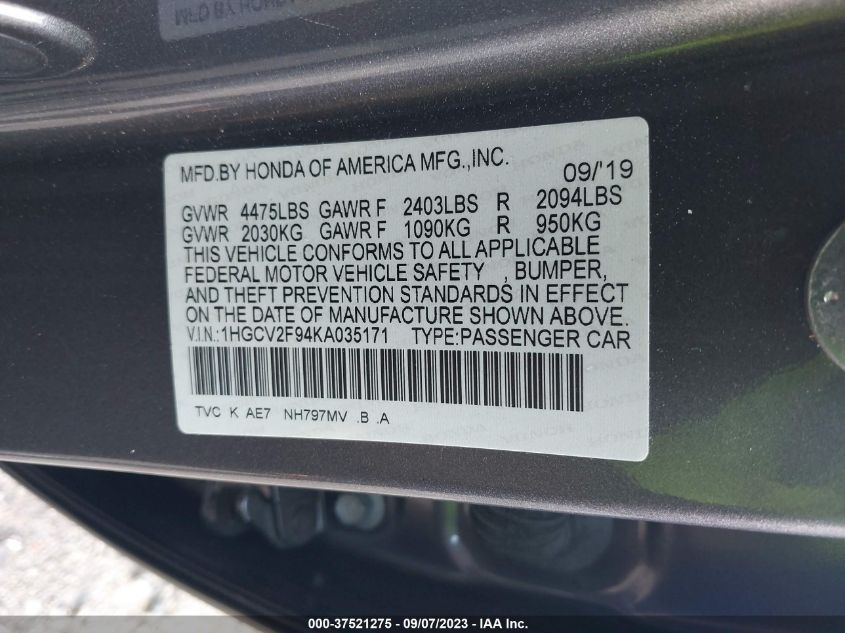 MFD.BY HONDA OF AMERICA MFG.,INC. 09/'19
GVWR 4475LBS GAWR F 2403LBS R 2094LBS
GVWR 2030KG GAWR F 1090KG R 950KG
THIS VEHICLE CONFORMS TO ALL APPLICABLE
FEDERAL MOTOR VEHICLE SAFETY , BUMPER,
AND THEFT PREVENTION STANDARDS IN EFFECT
ON THE DATE OF MANUFACTURE SHOWN ABOVE.
V.I.N.:1HGCV2F94KA035171 TYPE:PASSENGER CAR
TVC K AE7 NH797MV .B .A
000-37521275 - 09/07/2023 - IAA Inc.